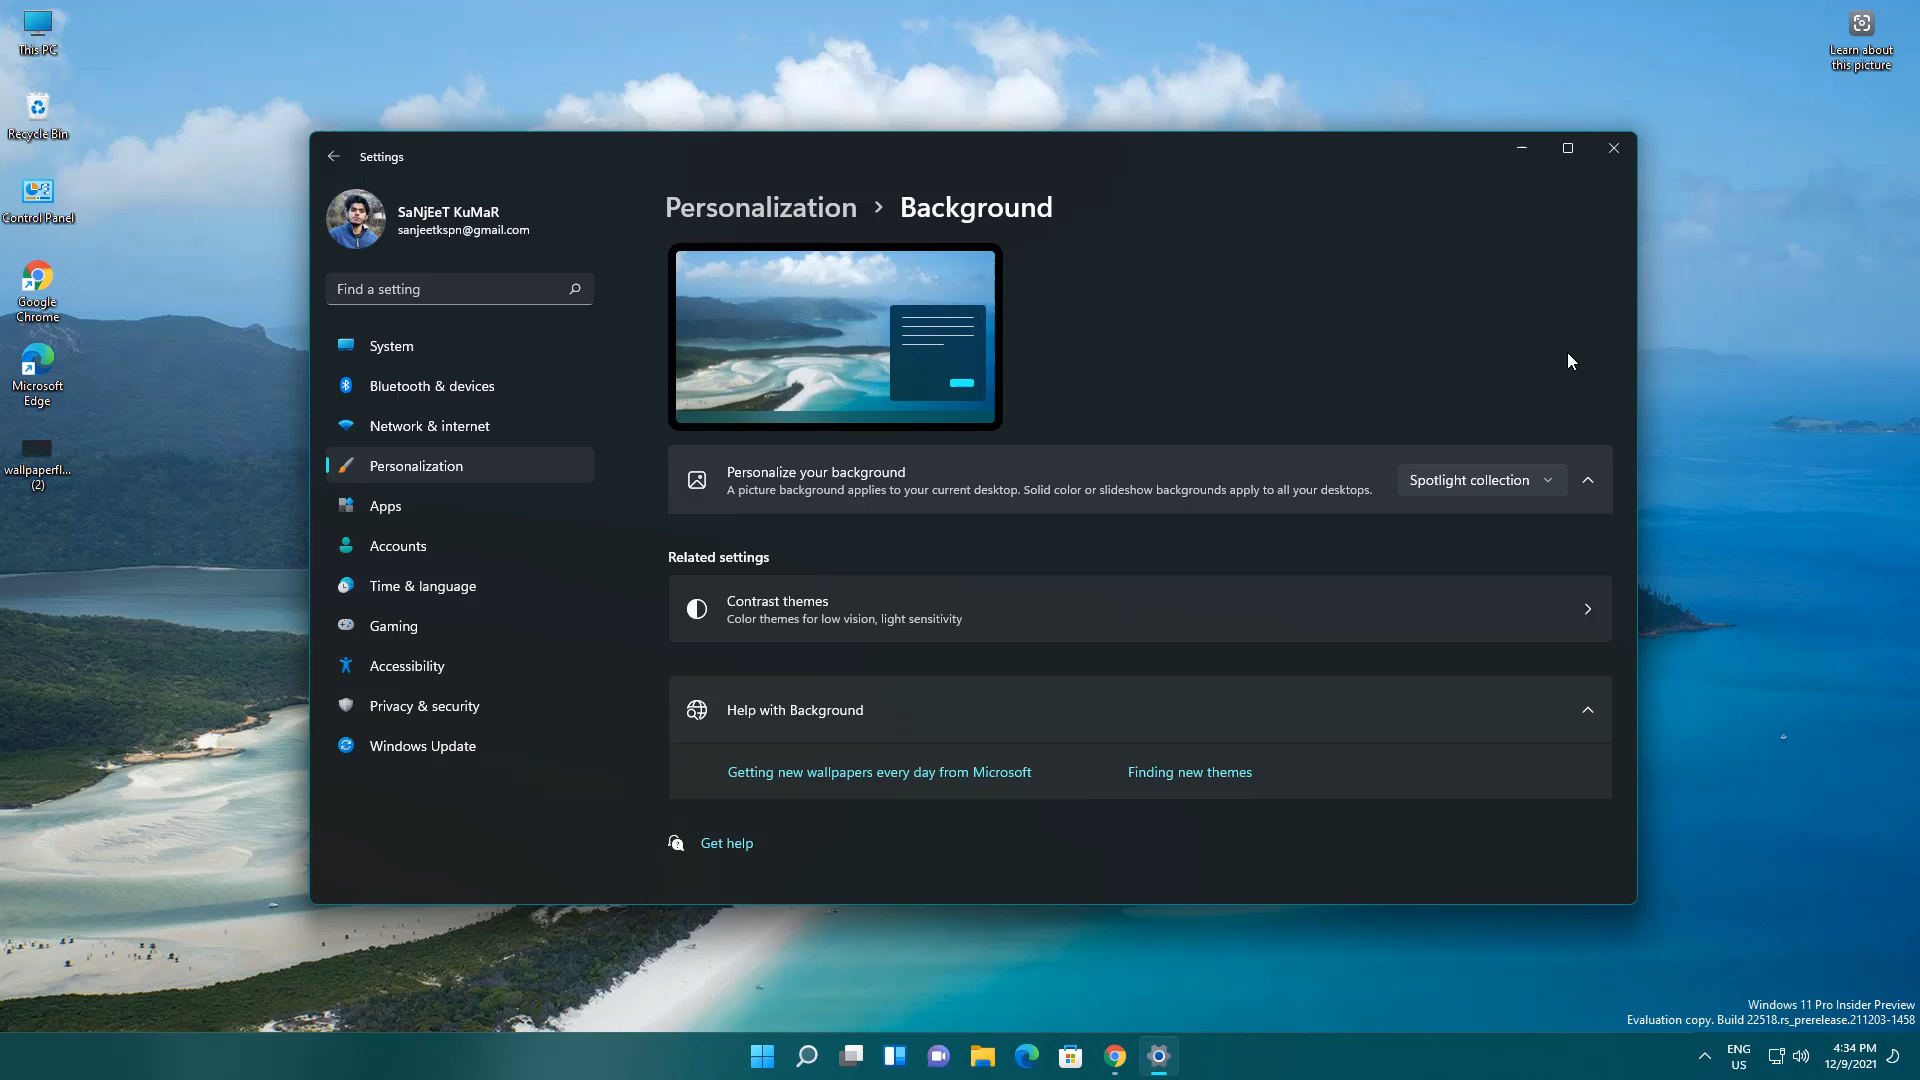 This PC
Recycle Bin
Control Panel
Google
Chrome
Microsoft
Edge
wallpaperfl...
(2)
Learn about
this picture
Settings
SaNjEeT KuMaR
sanjeetkspn@gmail.com
Find a setting
System
Bluetooth & devices
Network & internet
Personalization
Apps
Accounts
Time & language
Gaming
Accessibility
Privacy & security
Windows Update
Personalization > Background
Personalize your background
A picture background applies to your current desktop. Solid color or slideshow backgrounds apply to all your desktops.
Spotlight collection
Related settings
Contrast themes
Color themes for low vision, light sensitivity
Help with Background
Getting new wallpapers every day from Microsoft
Finding new themes
Get help
Windows 11 Pro Insider Preview
Evaluation copy. Build 22518.rs_prerelease.211203-1458
ENG
US
4:34 PM
12/9/2021